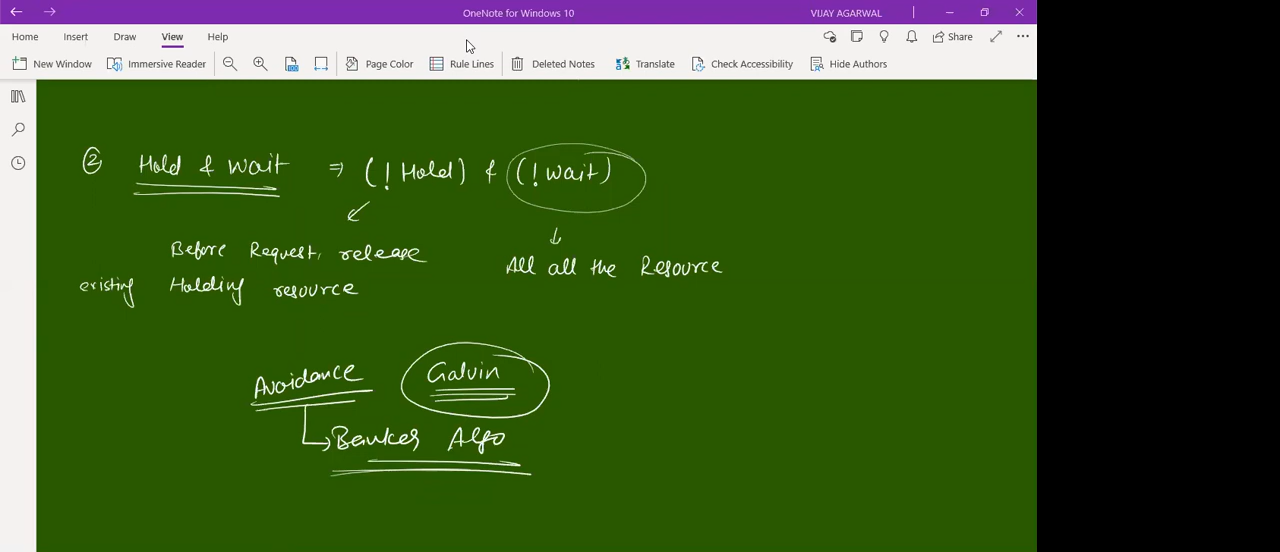 OneNote for Windows 10
VIJAY AGARWAL
Home Insert Draw View Help
Share
New Window Immersive Reader Page Color Rule Lines Deleted Notes Translate Check Accessibility Hide Authors
② Hold & Wait ⇒ (! Hold) & (! Wait)
Before Request, release
existing Holding resource
All all the Resource
Avoidance Galvin
Banker Algo